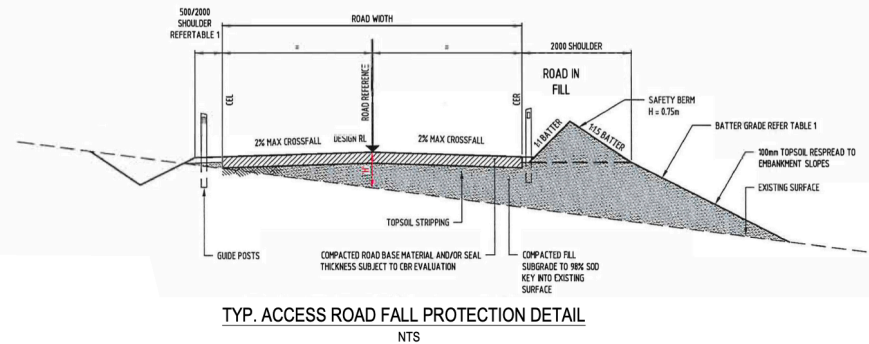 500/2000
SHOULDER
REFERTABLE 1
ROAD WIDTH
2000 SHOULDER
CEL
ROAD REFERENCE
CER
ROAD IN
FILL
SAFETY BERM
H = 0.75m
1:1 BATTER
1:1.5 BATTER
BATTER GRADE REFER TABLE 1
2% MAX CROSSFALL
DESIGN RL
2% MAX CROSSFALL
100mm TOPSOIL RESPREAD TO
EMBANKMENT SLOPES
EXISTING SURFACE
TOPSOIL STRIPPING
GUIDE POSTS
COMPACTED ROAD BASE MATERIAL AND/OR SEAL
THICKNESS SUBJECT TO CBR EVALUATION
COMPACTED FILL
SUBGRADE TO 98% SDD
KEY INTO EXISTING
SURFACE
TYP. ACCESS ROAD FALL PROTECTION DETAIL
NTS